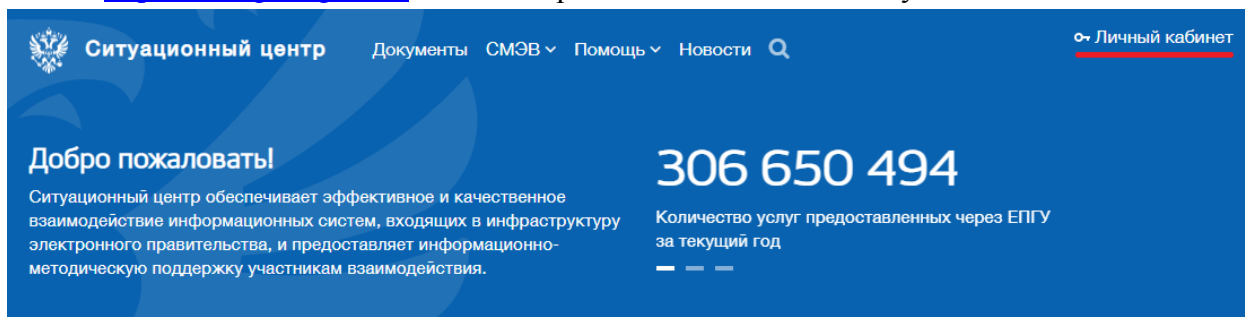 Ситуационный центр Документы СМЭВ Помощь Новости Личный кабинет
Добро пожаловать!
Ситуационный центр обеспечивает эффективное и качественное
взаимодействие информационных систем, входящих в инфраструктуру
электронного правительства, и предоставляет информационно-
методическую поддержку участникам взаимодействия.
306 650 494
Количество услуг предоставленных через ЕПГУ
за текущий год